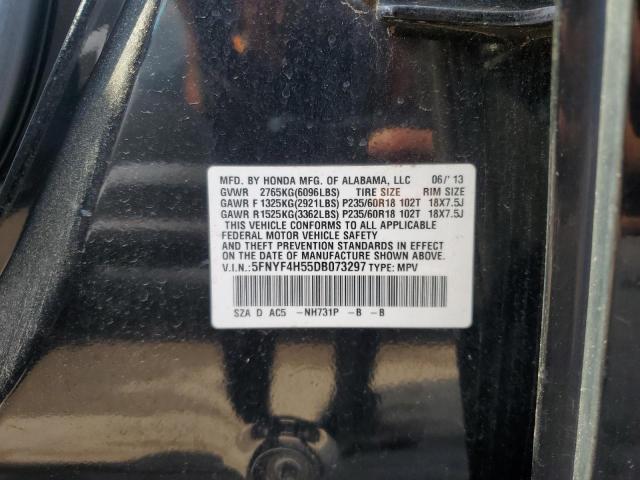 MFD. BY HONDA MFG. OF ALABAMA, LLC 06/'13
GVWR 2765KG(6096LBS) TIRE SIZE RIM SIZE
GAWR F 1325KG(2921LBS) P235/60R18 102T 18X7.5J
GAWR R 1525KG(3362LBS) P235/60R18 102T 18X7.5J
THIS VEHICLE CONFORMS TO ALL APPLICABLE
FEDERAL MOTOR VEHICLE SAFETY
AND THEFT PREVENTION STANDARDS IN EFFECT
ON THE DATE OF MANUFACTURE SHOWN ABOVE.
V.I.N.:5FNYF4H55DB073297 TYPE: MPV
SZA D AC5 -NH731P -B -B